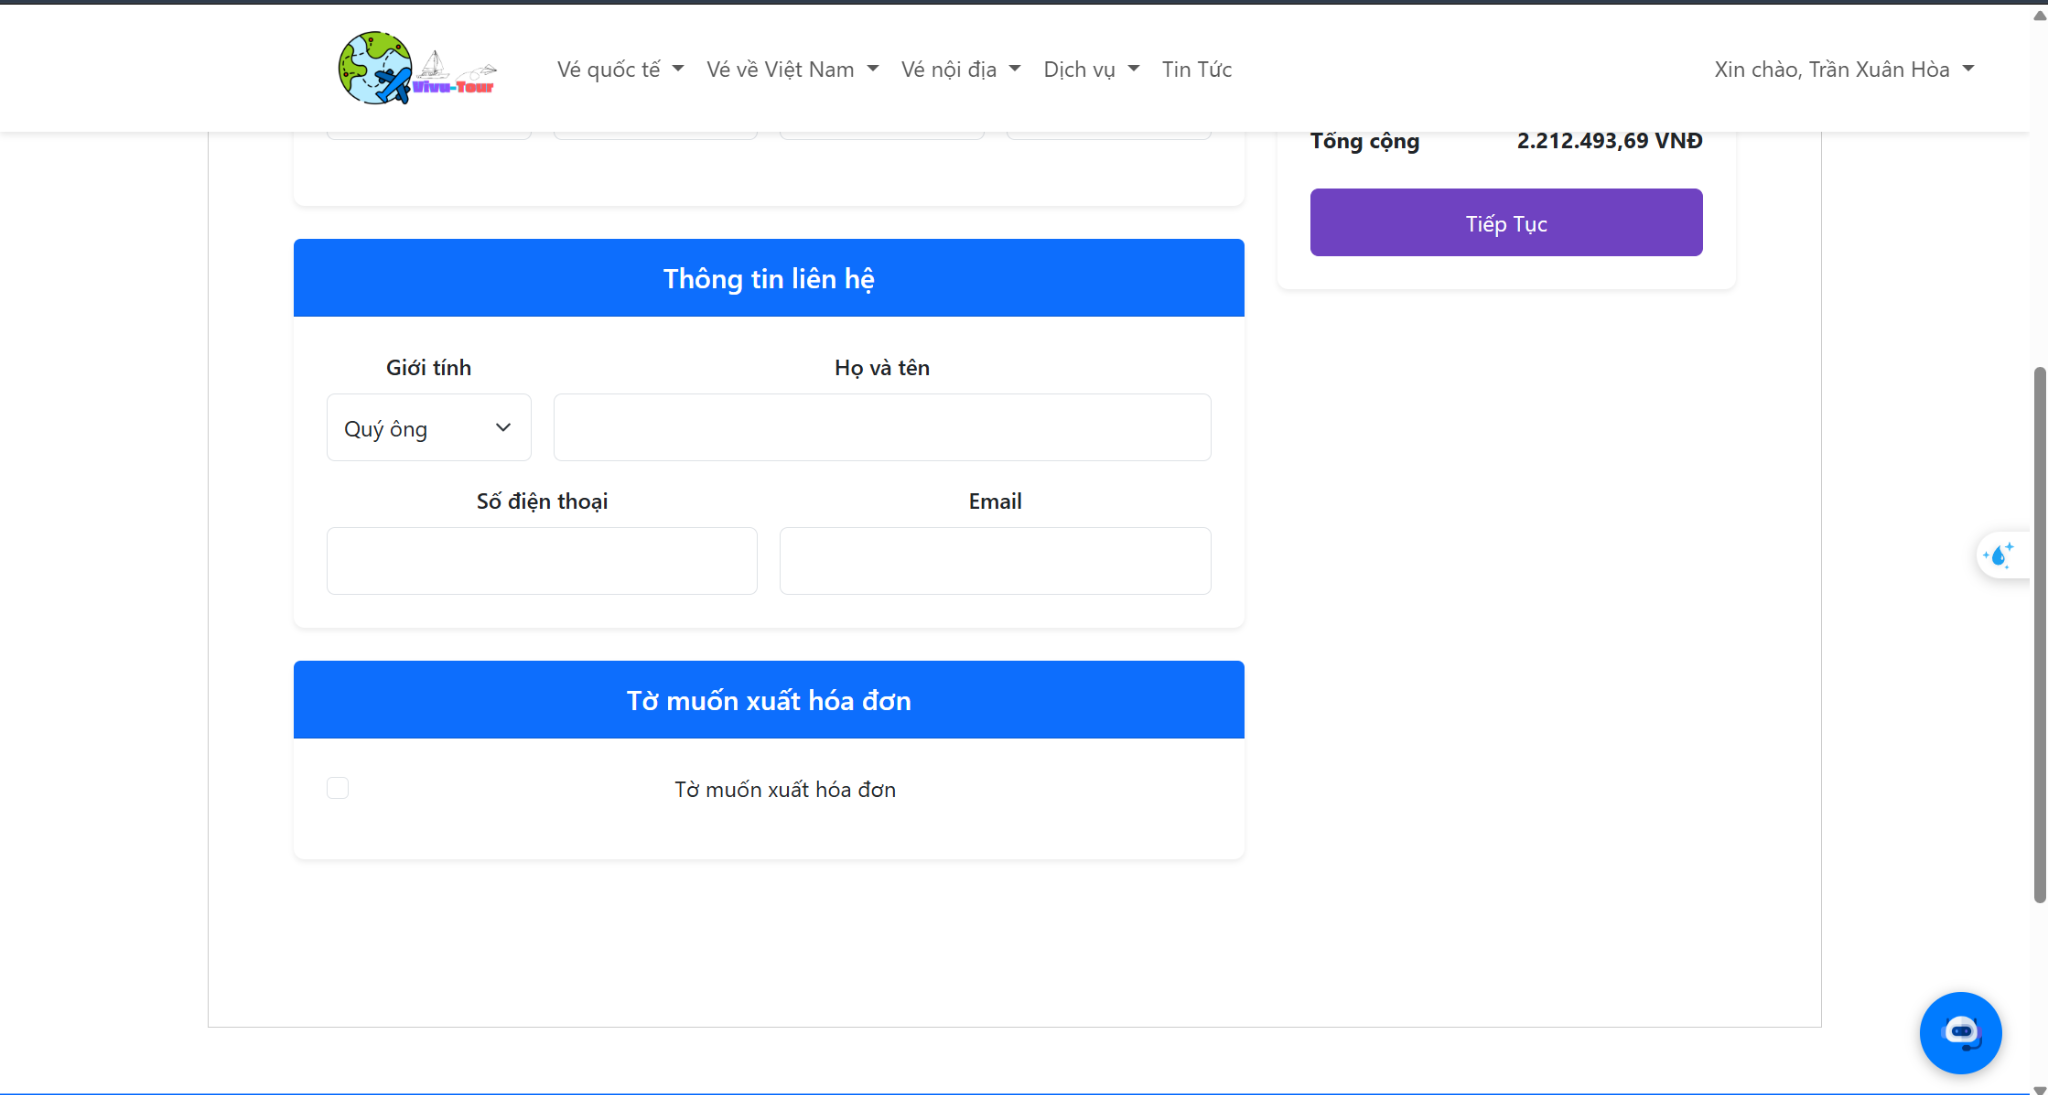 Vivu-Tour
Vé quốc tế
Vé về Việt Nam
Vé nội địa
Dịch vụ
Tin Tức
Xin chào, Trần Xuân Hòa
Tổng cộng 2.212.493,69 VNĐ
Tiếp Tục
Thông tin liên hệ
Giới tính
Họ và tên
Quý ông
Số điện thoại
Email
Tờ muốn xuất hóa đơn
Tờ muốn xuất hóa đơn